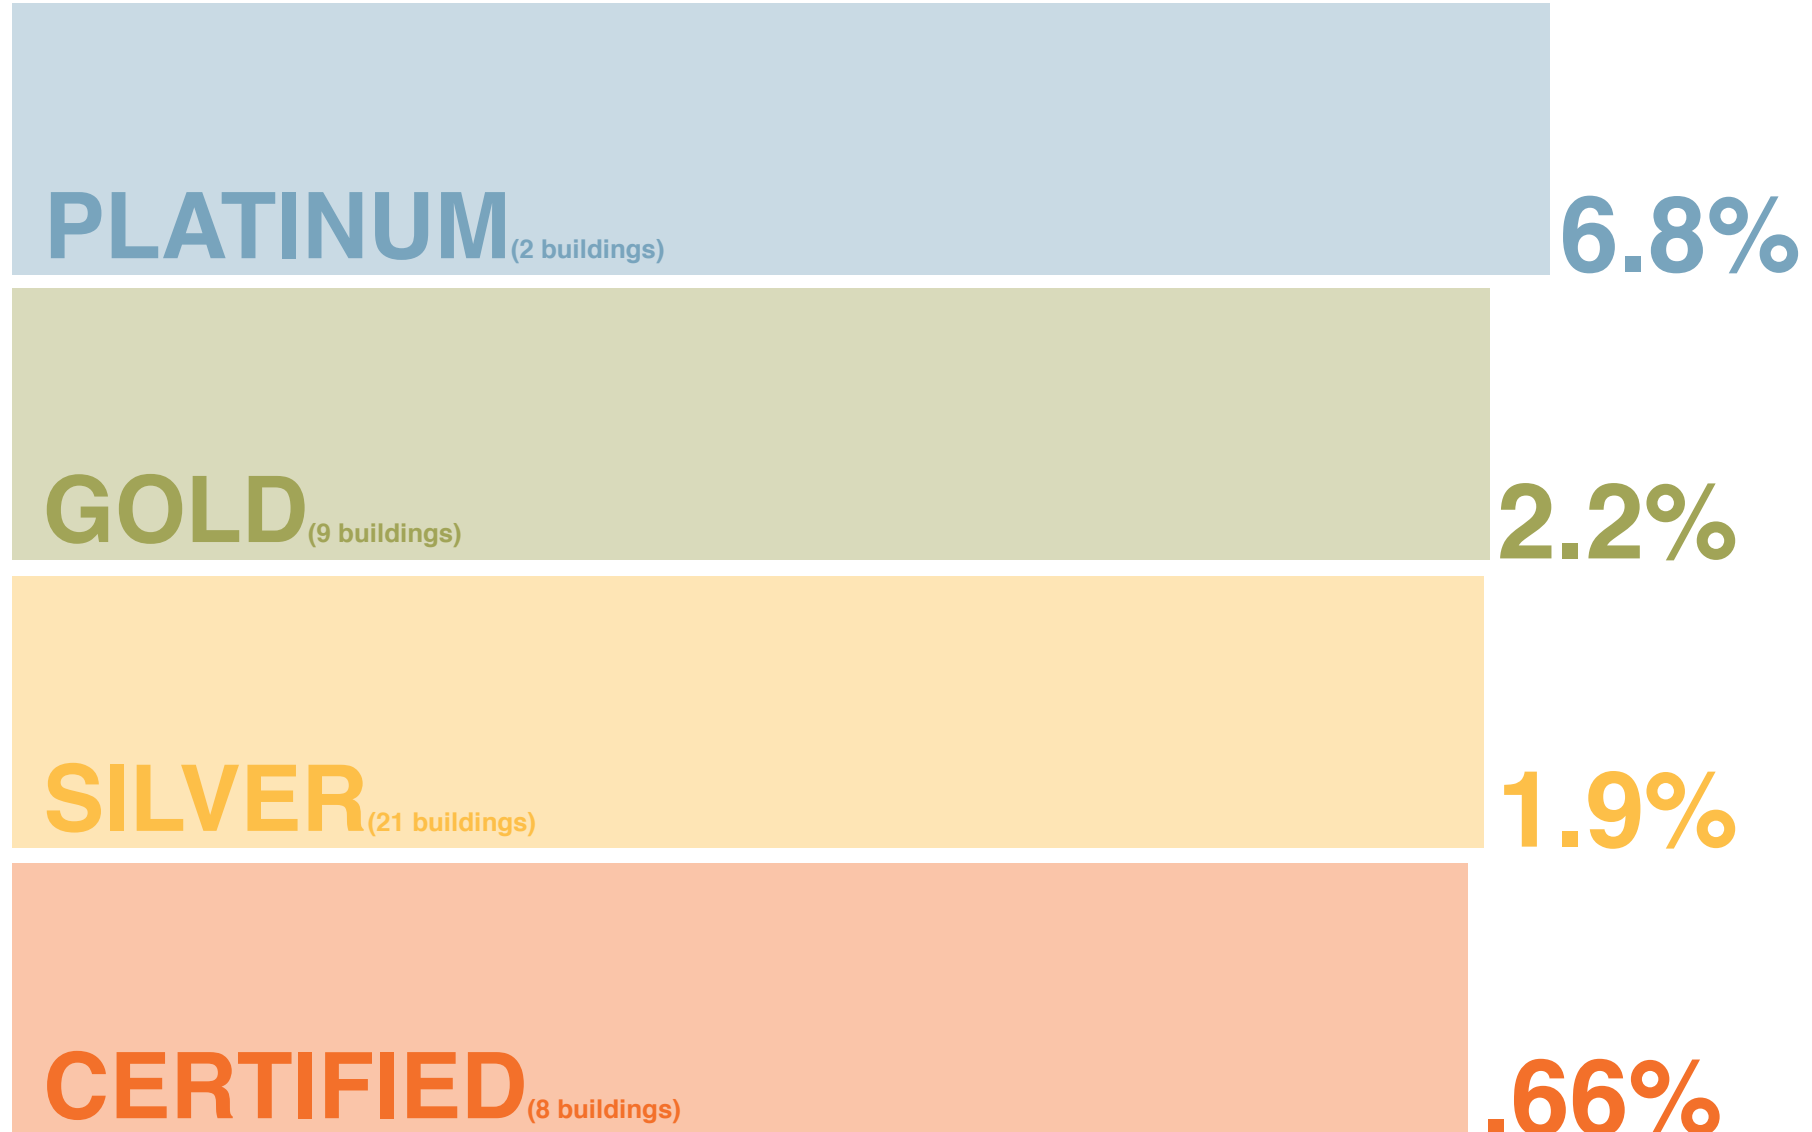 PLATINUM(2 buildings) 6.8%
GOLD(9 buildings) 2.2%
SILVER(21 buildings) 1.9%
CERTIFIED(8 buildings) .66%